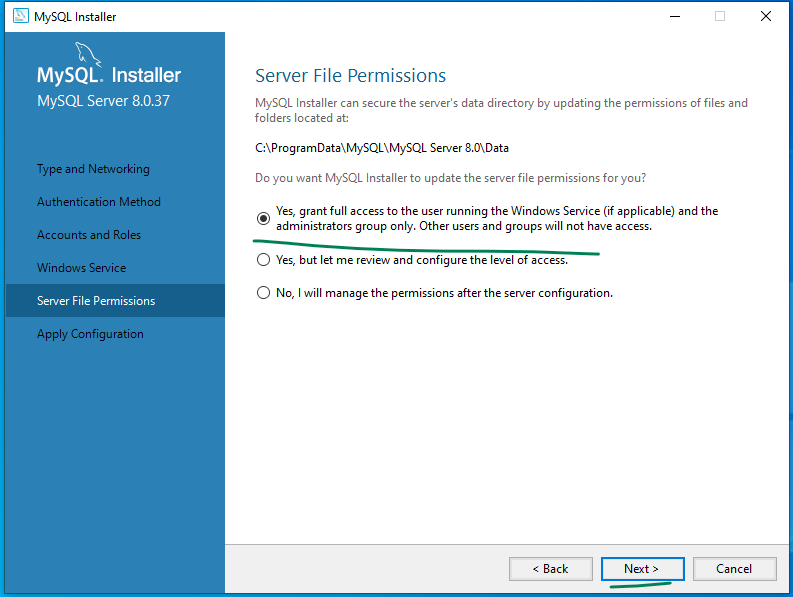 MySQL Installer
MySQL. Installer
MySQL Server 8.0.37
Type and Networking
Authentication Method
Accounts and Roles
Windows Service
Server File Permissions
Apply Configuration
Server File Permissions
MySQL Installer can secure the server's data directory by updating the permissions of files and
folders located at:
C:\ProgramData\MySQL\MySQL Server 8.0\Data
Do you want MySQL Installer to update the server file permissions for you?
Yes, grant full access to the user running the Windows Service (if applicable) and the
administrators group only. Other users and groups will not have access.
Yes, but let me review and configure the level of access.
No, I will manage the permissions after the server configuration.
< Back
Next >
Cancel